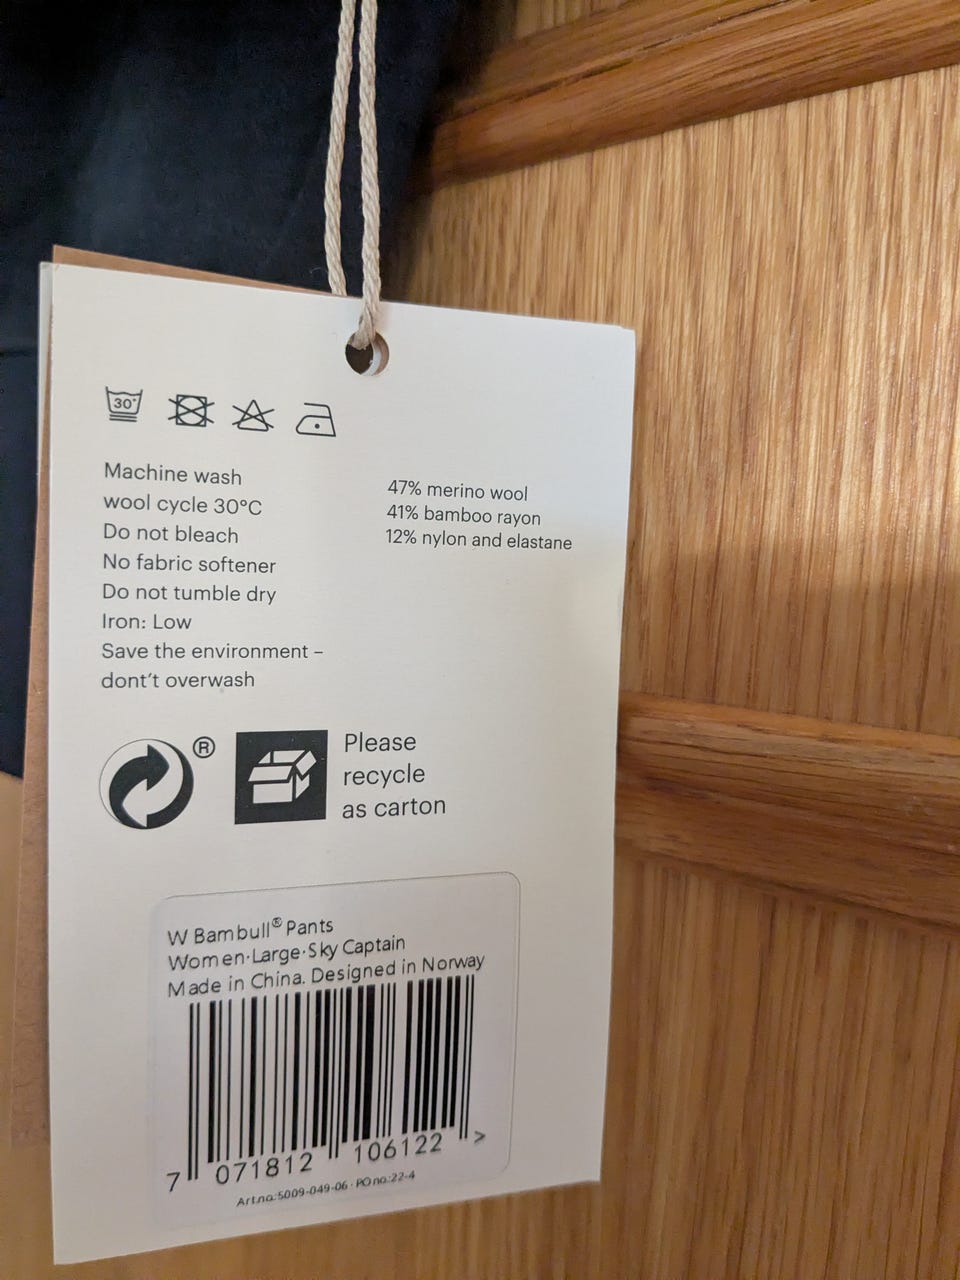 30°
Machine wash
wool cycle 30°C
Do not bleach
No fabric softener
Do not tumble dry
Iron: Low
Save the environment –
dont't overwash
47% merino wool
41% bamboo rayon
12% nylon and elastane
®
Please
recycle
as carton
W Bambull® Pants
Women·Large·Sky Captain
Made in China. Designed in Norway
7 071812 106122 >
Art.no.:5009-049-06 · PO no.:22-4